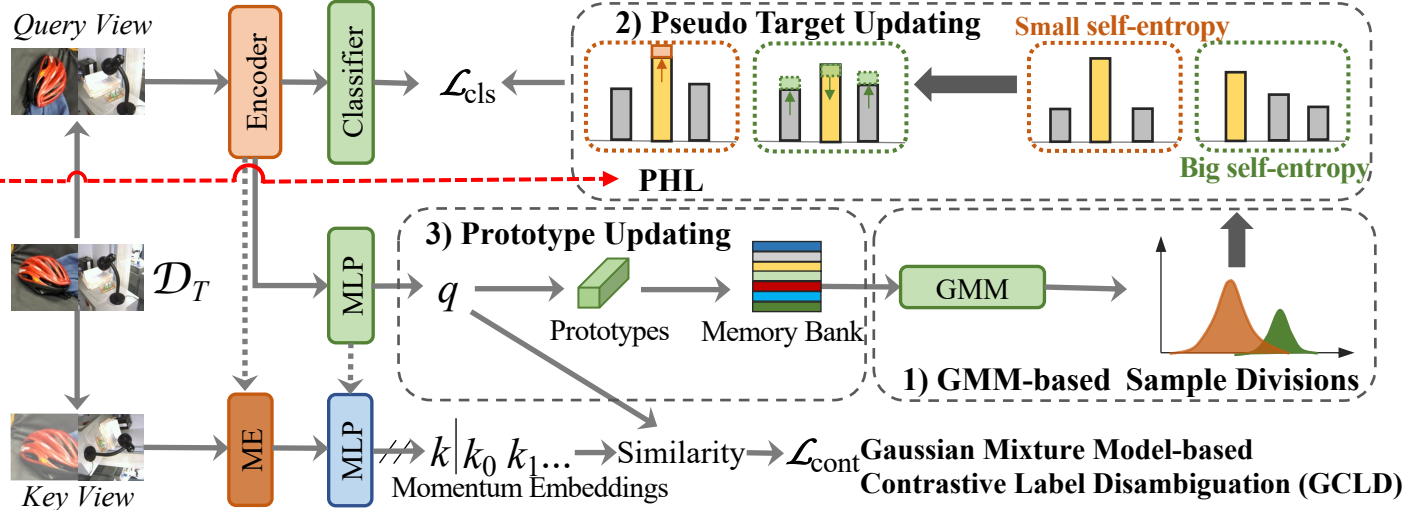 Query View
Encoder
Classifier
ℒcls
2) Pseudo Target Updating
Small self-entropy
Big self-entropy
PHL
𝒟T
MLP
3) Prototype Updating
q
Prototypes
Memory Bank
GMM
1) GMM-based Sample Divisions
Key View
ME
MLP
k|k0 k1...
Momentum Embeddings
Similarity
ℒcont
Gaussian Mixture Model-based
Contrastive Label Disambiguation (GCLD)